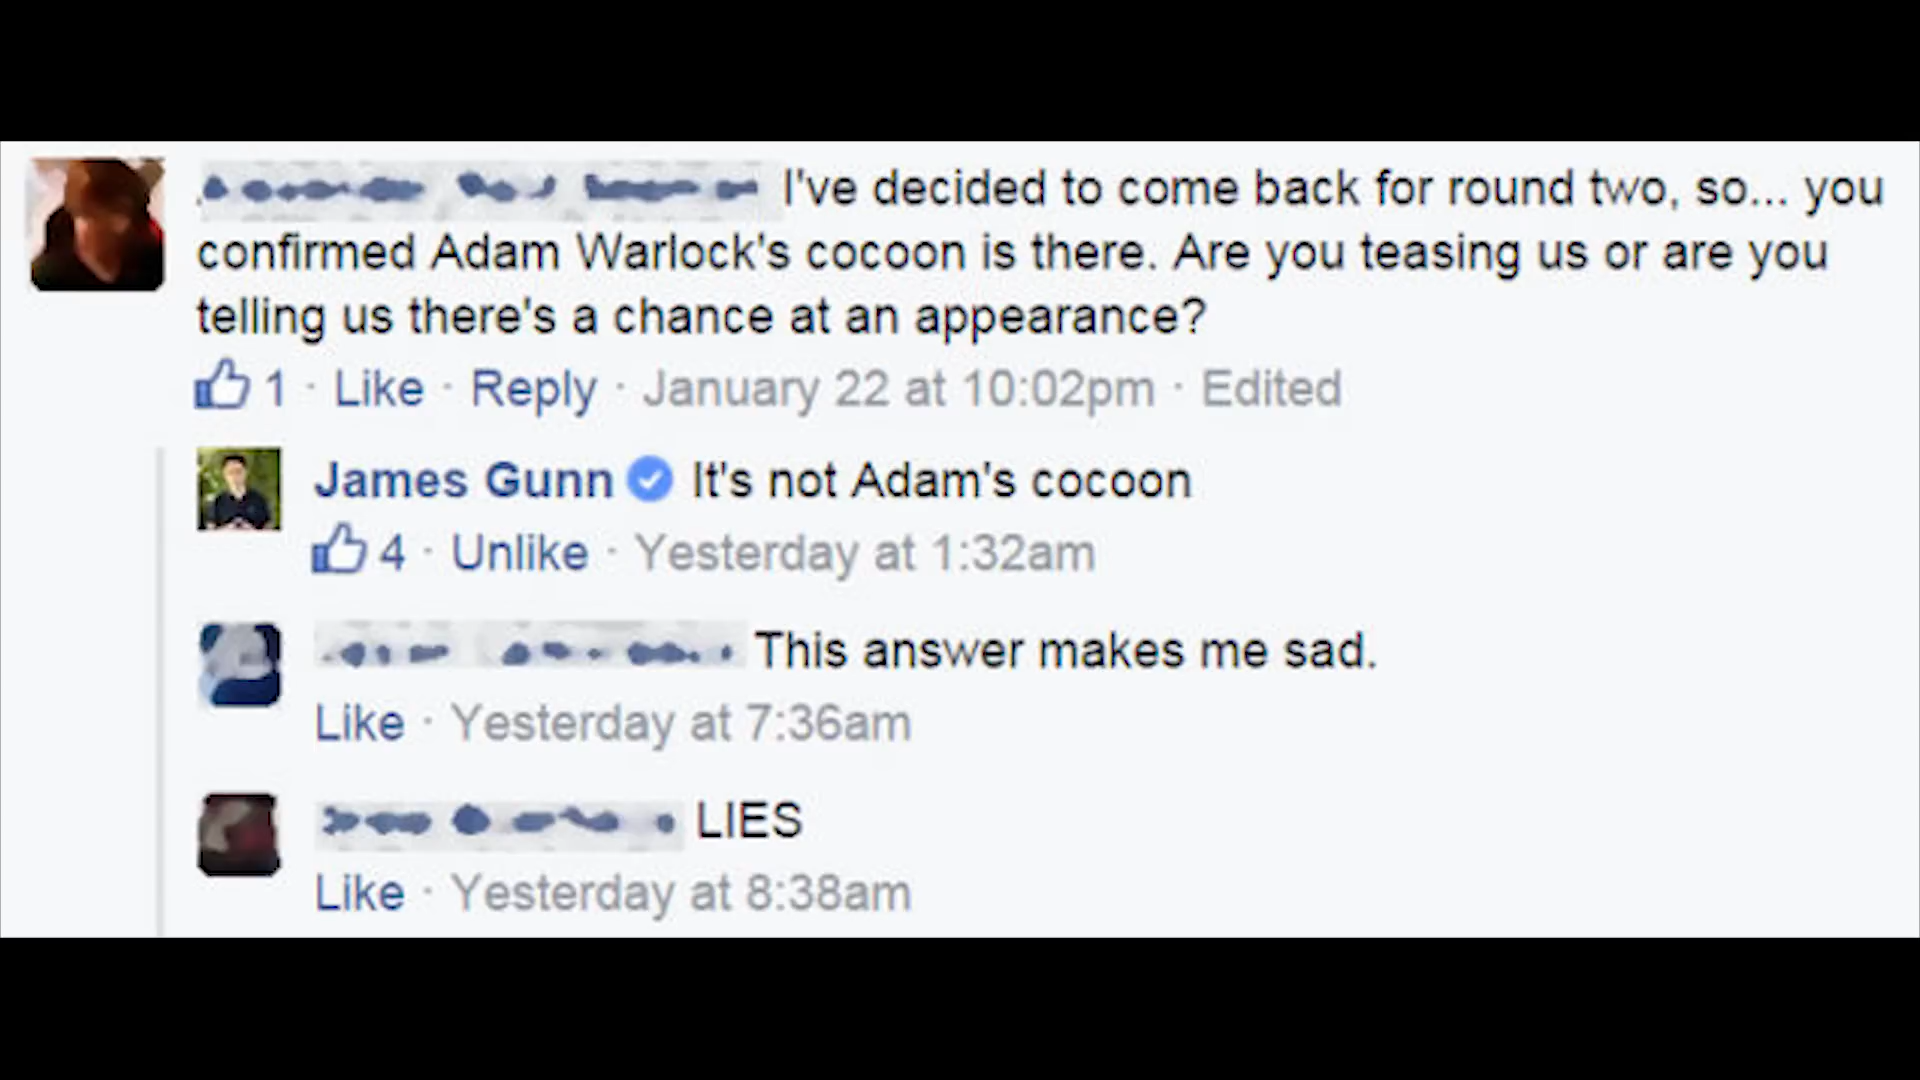 I've decided to come back for round two, so... you
confirmed Adam Warlock's cocoon is there. Are you teasing us or are you
telling us there's a chance at an appearance?
1 · Like · Reply · January 22 at 10:02pm · Edited
James Gunn It's not Adam's cocoon
4 · Unlike · Yesterday at 1:32am
This answer makes me sad.
Like · Yesterday at 7:36am
LIES
Like · Yesterday at 8:38am